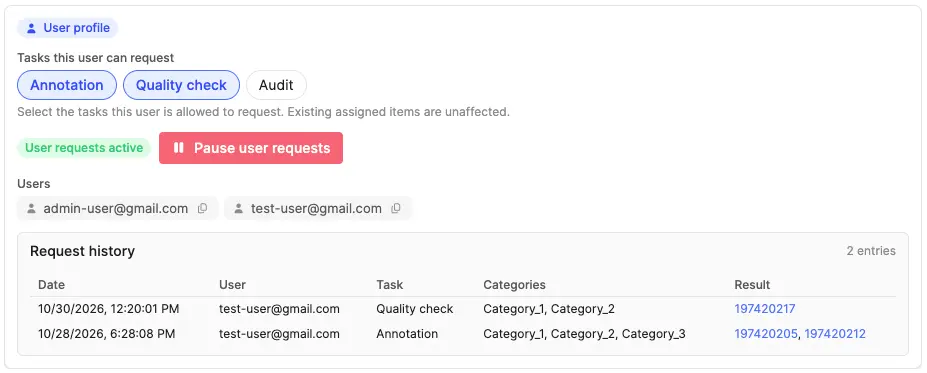 User profile
Tasks this user can request
Annotation Quality check Audit
Select the tasks this user is allowed to request. Existing assigned items are unaffected.
User requests active Pause user requests
Users
admin-user@gmail.com test-user@gmail.com
Request history 2 entries
Date User Task Categories Result
10/30/2026, 12:20:01 PM test-user@gmail.com Quality check Category_1, Category_2 197420217
10/28/2026, 6:28:08 PM test-user@gmail.com Annotation Category_1, Category_2, Category_3 197420205, 197420212